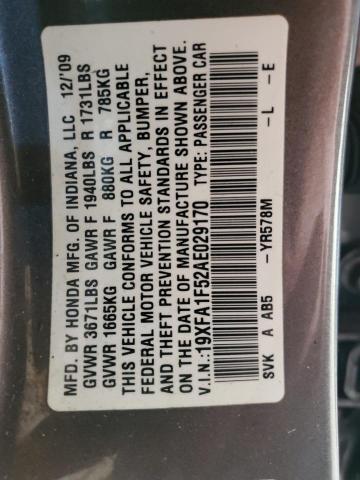 MFD. BY HONDA MFG. OF INDIANA, LLC 12/'09
GVWR 3671LBS GAWR F 1940LBS R 1731LBS
GVWR 1665KG GAWR F 880KG R 785KG
THIS VEHICLE CONFORMS TO ALL APPLICABLE
FEDERAL MOTOR VEHICLE SAFETY, BUMPER,
AND THEFT PREVENTION STANDARDS IN EFFECT
ON THE DATE OF MANUFACTURE SHOWN ABOVE.
V.I.N.:19XFA1F52AE029170 TYPE: PASSENGER CAR
SVK A AB5 -YR578M -L -E